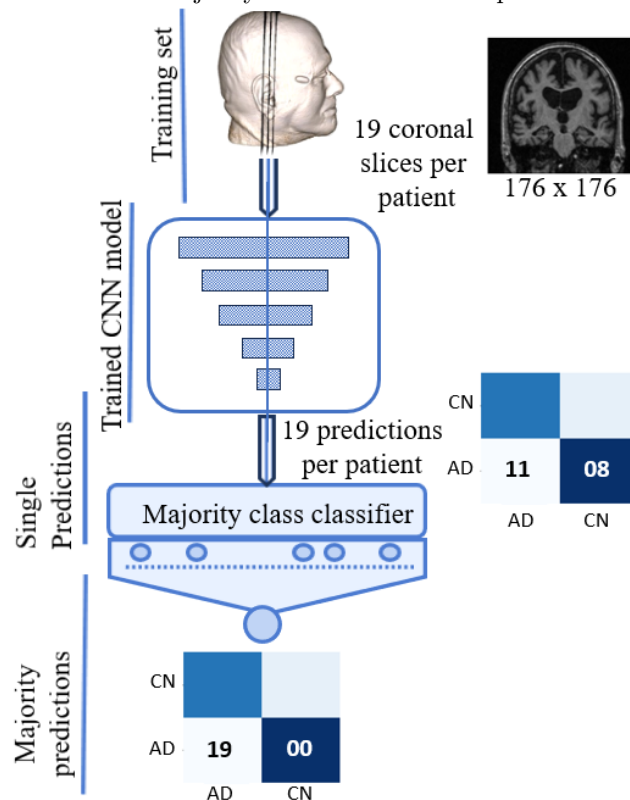 Training set
19 coronal
slices per
patient
176 x 176
Trained CNN model
19 predictions
per patient
CN
AD
11
08
AD
CN
Single
Predictions
Majority class classifier
Majority
predictions
CN
AD
19
00
AD
CN